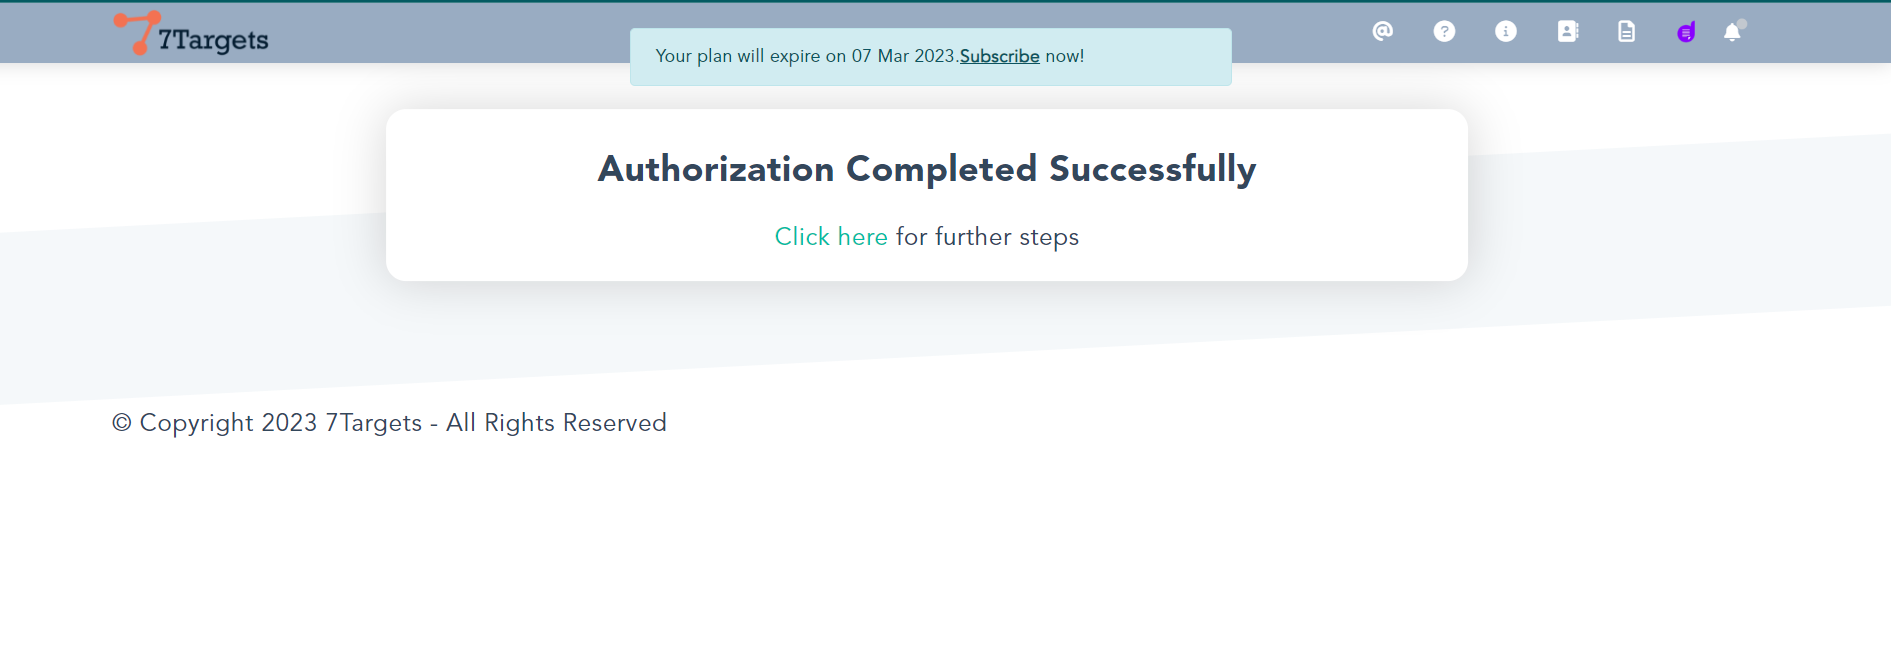 7Targets
Your plan will expire on 07 Mar 2023.Subscribe now!
Authorization Completed Successfully
Click here for further steps
© Copyright 2023 7Targets - All Rights Reserved